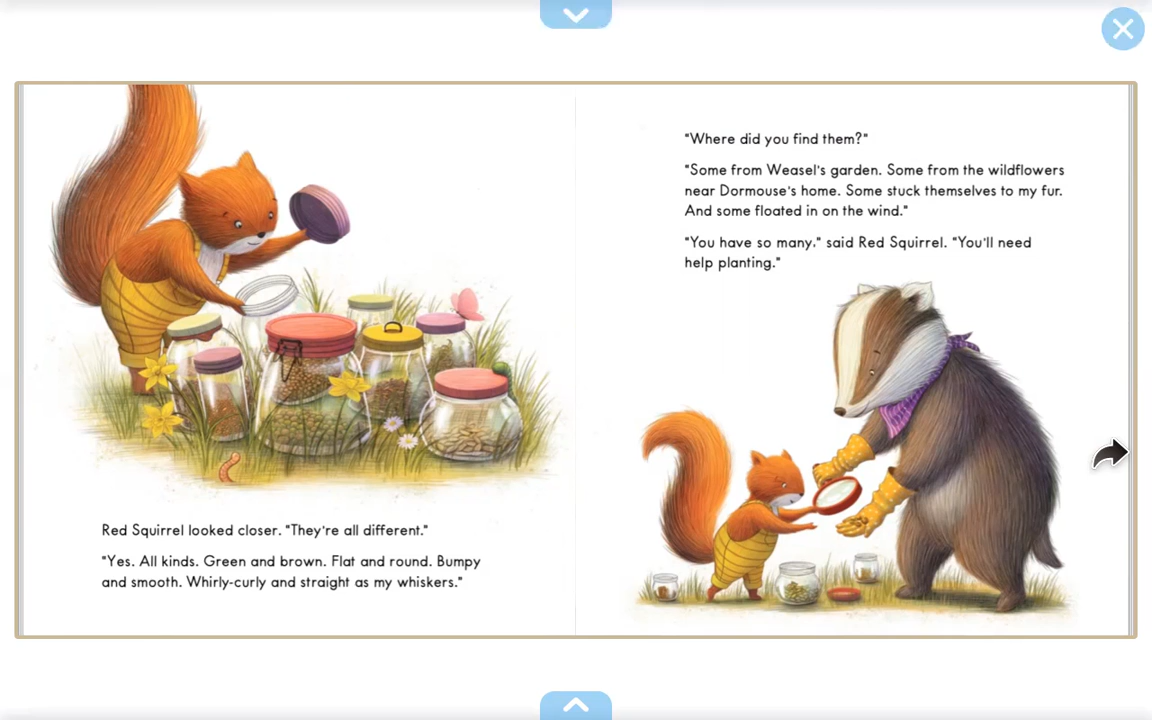 Red Squirrel looked closer. "They're all different."
"Yes. All kinds. Green and brown. Flat and round. Bumpy
and smooth. Whirly-curly and straight as my whiskers."
"Where did you find them?"
"Some from Weasel's garden. Some from the wildflowers
near Dormouse's home. Some stuck themselves to my fur.
And some floated in on the wind."
"You have so many," said Red Squirrel. "You'll need
help planting."